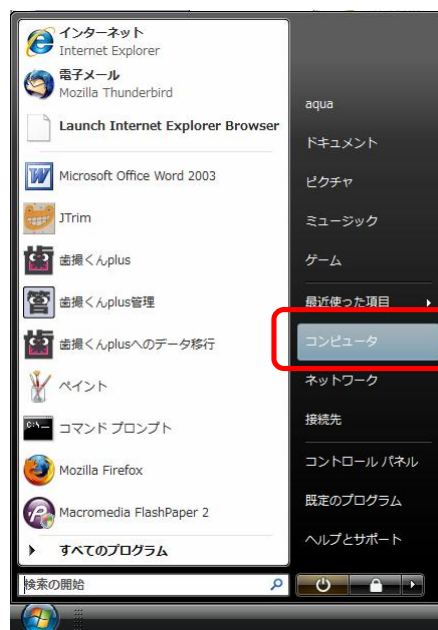 インターネット
Internet Explorer
電子メール
Mozilla Thunderbird
Launch Internet Explorer Browser
Microsoft Office Word 2003
JTrim
歯撮くんplus
歯撮くんplus管理
歯撮くんplusへのデータ移行
ペイント
コマンド プロンプト
Mozilla Firefox
Macromedia FlashPaper 2
すべてのプログラム
検索の開始
aqua
ドキュメント
ピクチャ
ミュージック
ゲーム
最近使った項目
コンピュータ
ネットワーク
接続先
コントロール パネル
既定のプログラム
ヘルプとサポート